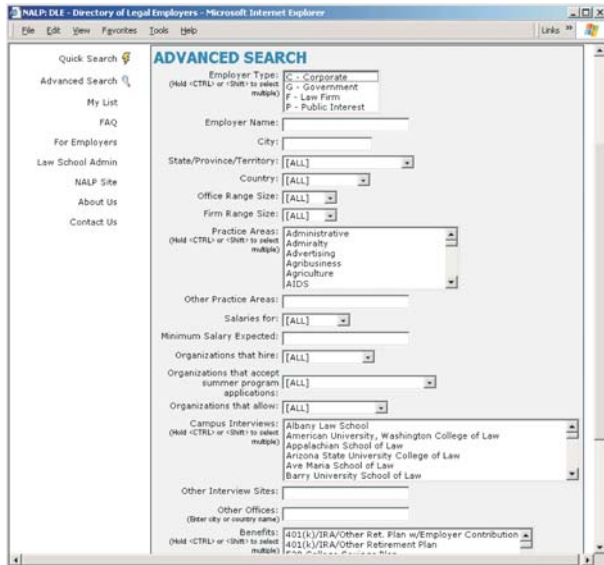 NALP: DLE - Directory of Legal Employers - Microsoft Internet Explorer
File Edit View Favorites Tools Help Links »
Quick Search
Advanced Search
My List
FAQ
For Employers
Law School Admin
NALP Site
About Us
Contact Us
ADVANCED SEARCH
Employer Type:
(Hold <CTRL> or <Shift> to select
multiple)
C - Corporate
G - Government
F - Law Firm
P - Public Interest
Employer Name:
City:
State/Province/Territory: [ALL]
Country: [ALL]
Office Range Size: [ALL]
Firm Range Size: [ALL]
Practice Areas:
(Hold <CTRL> or <Shift> to select
multiple)
Administrative
Admiralty
Advertising
Agribusiness
Agriculture
AIDS
Other Practice Areas:
Salaries for: [ALL]
Minimum Salary Expected:
Organizations that hire: [ALL]
Organizations that accept
summer program
applications:
[ALL]
Organizations that allow: [ALL]
Campus Interviews:
(Hold <CTRL> or <Shift> to select
multiple)
Albany Law School
American University, Washington College of Law
Appalachian School of Law
Arizona State University College of Law
Ave Maria School of Law
Barry University School of Law
Other Interview Sites:
Other Offices:
(Enter city or country name)
Benefits:
(Hold <CTRL> or <Shift> to select
multiple)
401(k)/IRA/Other Ret. Plan w/Employer Contribution
401(k)/IRA/Other Retirement Plan